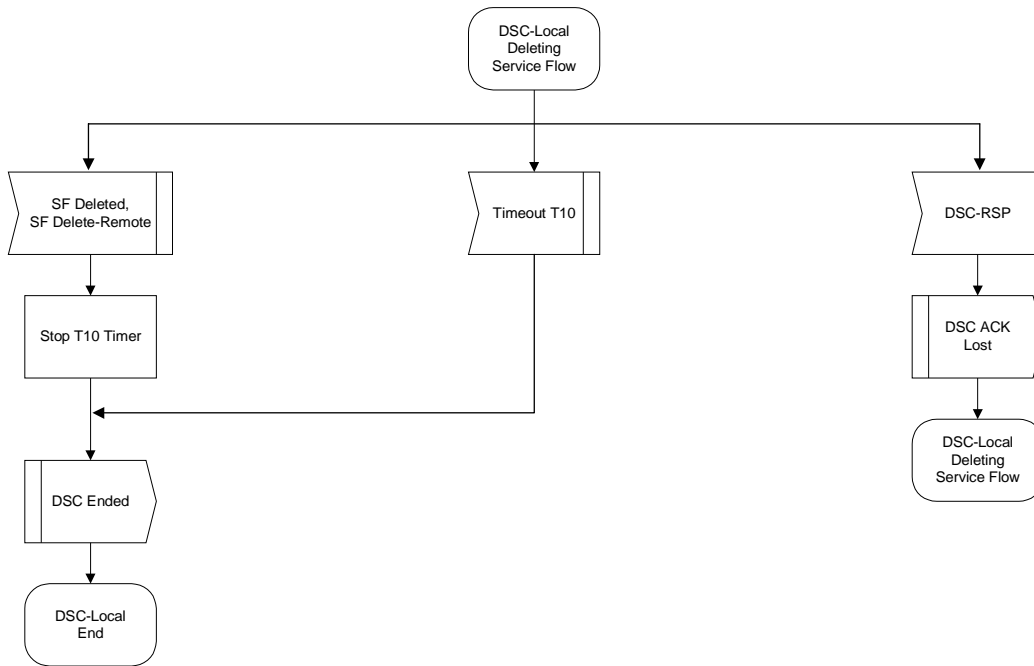 DSC-Local
Deleting
Service Flow
SF Deleted,
SF Delete-Remote
Timeout T10
DSC-RSP
Stop T10 Timer
DSC ACK
Lost
DSC-Local
Deleting
Service Flow
DSC Ended
DSC-Local
End